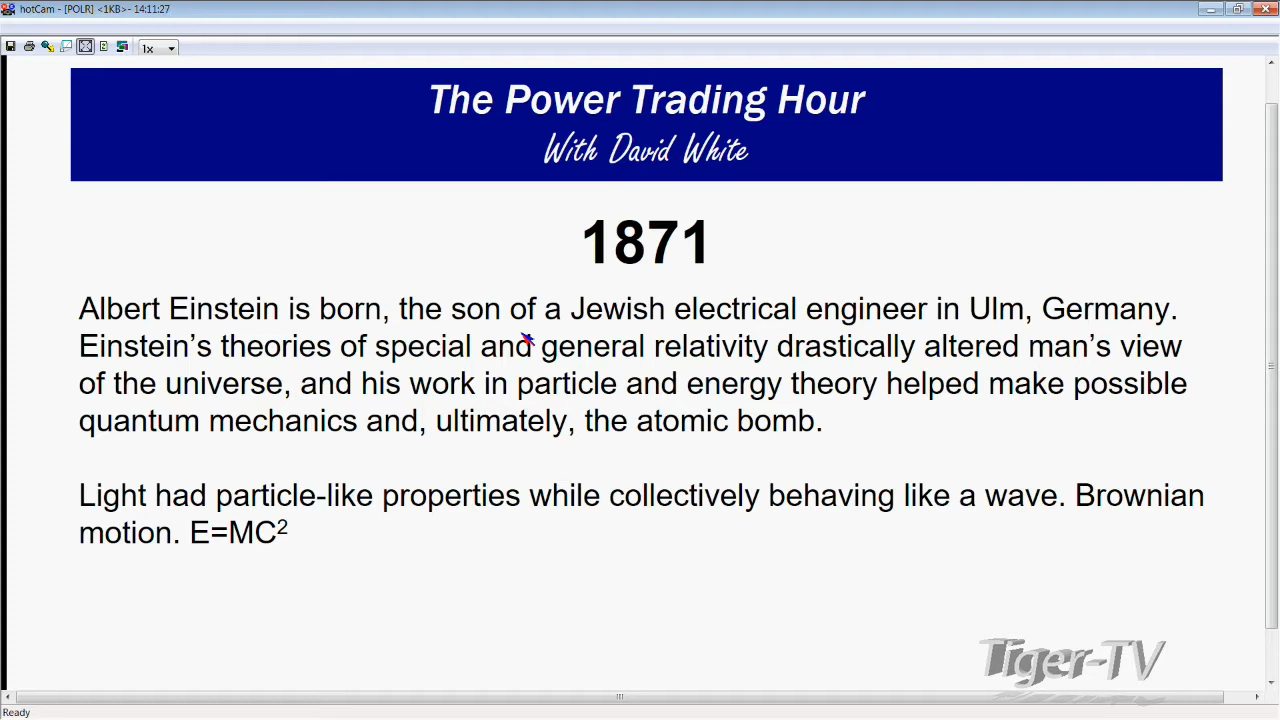 hotCam - [POLR] <1KB>- 14:11:27
1x
The Power Trading Hour
With David White
1871
Albert Einstein is born, the son of a Jewish electrical engineer in Ulm, Germany.
Einstein’s theories of special and general relativity drastically altered man’s view
of the universe, and his work in particle and energy theory helped make possible
quantum mechanics and, ultimately, the atomic bomb.
Light had particle-like properties while collectively behaving like a wave. Brownian
motion. E=MC²
Tiger-TV
Ready